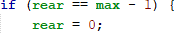 if (rear == max - 1) {
    rear = 0;